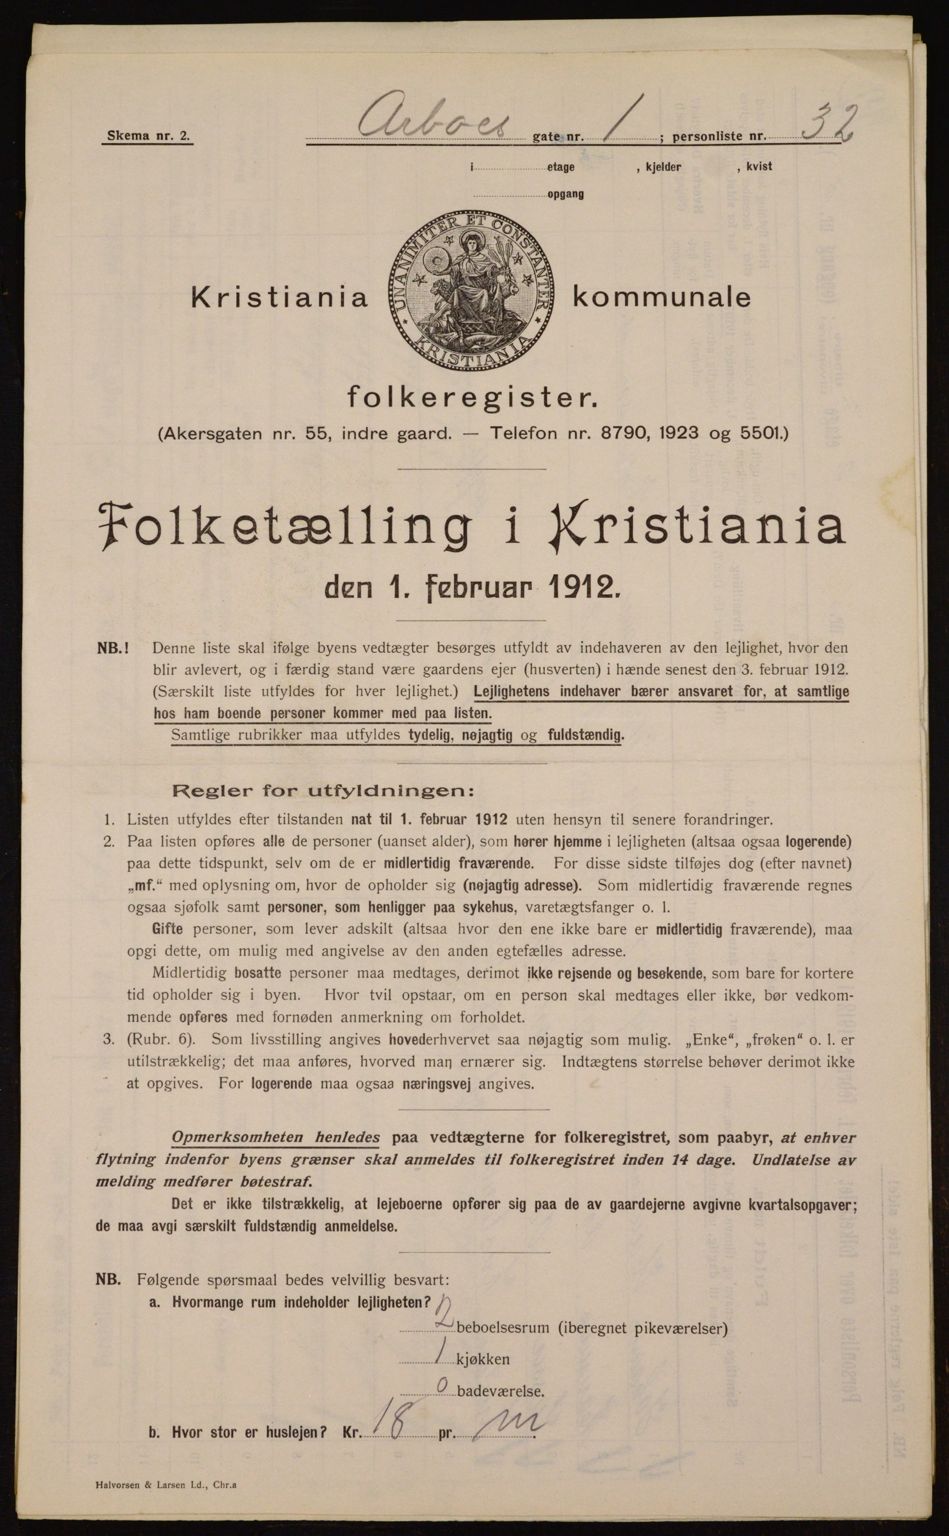 Skema nr. 2. Arboes gate nr. 1 ; personliste nr. 32
i etage , kjelder , kvist
opgang
UNANIMITER ET CONSTANTER
KRISTIANIA
Kristiania kommunale
folkeregister.
(Akersgaten nr. 55, indre gaard. — Telefon nr. 8790, 1923 og 5501.)
Folketælling i Kristiania
den 1. februar 1912.
NB.! Denne liste skal ifølge byens vedtægter besørges utfyldt av indehaveren av den lejlighet, hvor den
blir avlevert, og i færdig stand være gaardens ejer (husverten) i hænde senest den 3. februar 1912.
(Særskilt liste utfyldes for hver lejlighet.) Lejlighetens indehaver bærer ansvaret for, at samtlige
hos ham boende personer kommer med paa listen.
Samtlige rubrikker maa utfyldes tydelig, nøjagtig og fuldstændig.
Regler for utfyldningen:
1. Listen utfyldes efter tilstanden nat til 1. februar 1912 uten hensyn til senere forandringer.
2. Paa listen opføres alle de personer (uanset alder), som hører hjemme i lejligheten (altsaa ogsaa logerende)
paa dette tidspunkt, selv om de er midlertidig fraværende. For disse sidste tilføjes dog (efter navnet)
„mf.“ med oplysning om, hvor de opholder sig (nøjagtig adresse). Som midlertidig fraværende regnes
ogsaa sjøfolk samt personer, som henligger paa sykehus, varetægtsfanger o. l.
Gifte personer, som lever adskilt (altsaa hvor den ene ikke bare er midlertidig fraværende), maa
opgi dette, om mulig med angivelse av den anden egtefælles adresse.
Midlertidig bosatte personer maa medtages, derimot ikke rejsende og besøkende, som bare for kortere
tid opholder sig i byen. Hvor tvil opstaar, om en person skal medtages eller ikke, bør vedkom-
mende opføres med fornøden anmerkning om forholdet.
3. (Rubr. 6). Som livsstilling angives hovederhvervet saa nøjagtig som mulig. „Enke“, „frøken“ o. l. er
utilstrækkelig; det maa anføres, hvorved man ernærer sig. Indtægtens størrelse behøver derimot ikke
at opgives. For logerende maa ogsaa næringsvej angives.
Opmerksomheten henledes paa vedtægterne for folkeregistret, som paabyr, at enhver
flytning indenfor byens grænser skal anmeldes til folkeregistret inden 14 dage. Undlatelse av
melding medfører bøtestraf.
Det er ikke tilstrækkelig, at lejeboerne opfører sig paa de av gaardejerne avgivne kvartalsopgaver;
de maa avgi særskilt fuldstændig anmeldelse.
NB. Følgende spørsmaal bedes velvillig besvart:
a. Hvormange rum indeholder lejligheten?
2 beboelsesrum (iberegnet pikeværelser)
1 kjøkken
0 badeværelse.
b. Hvor stor er huslejen? Kr. 18 pr. m.
Halvorsen & Larsen Ld., Chr.a